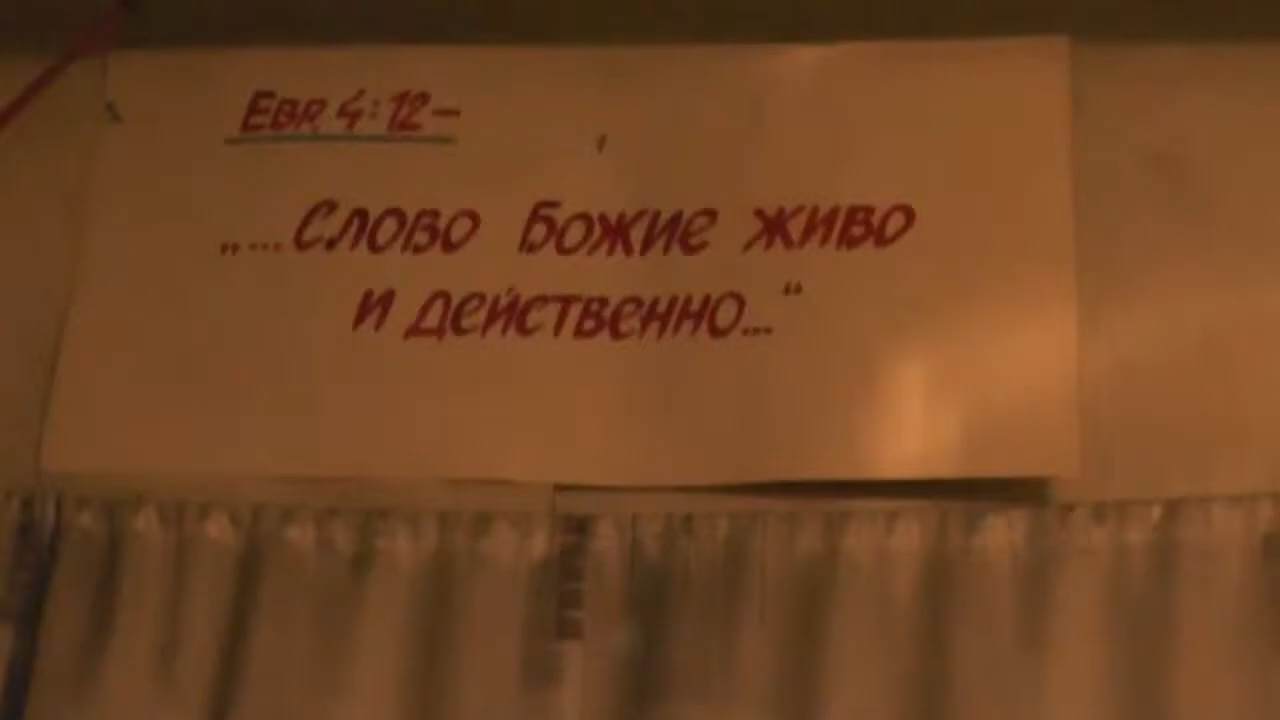 Евр 4:12–
„...Слово Божие живо
и действенно...“